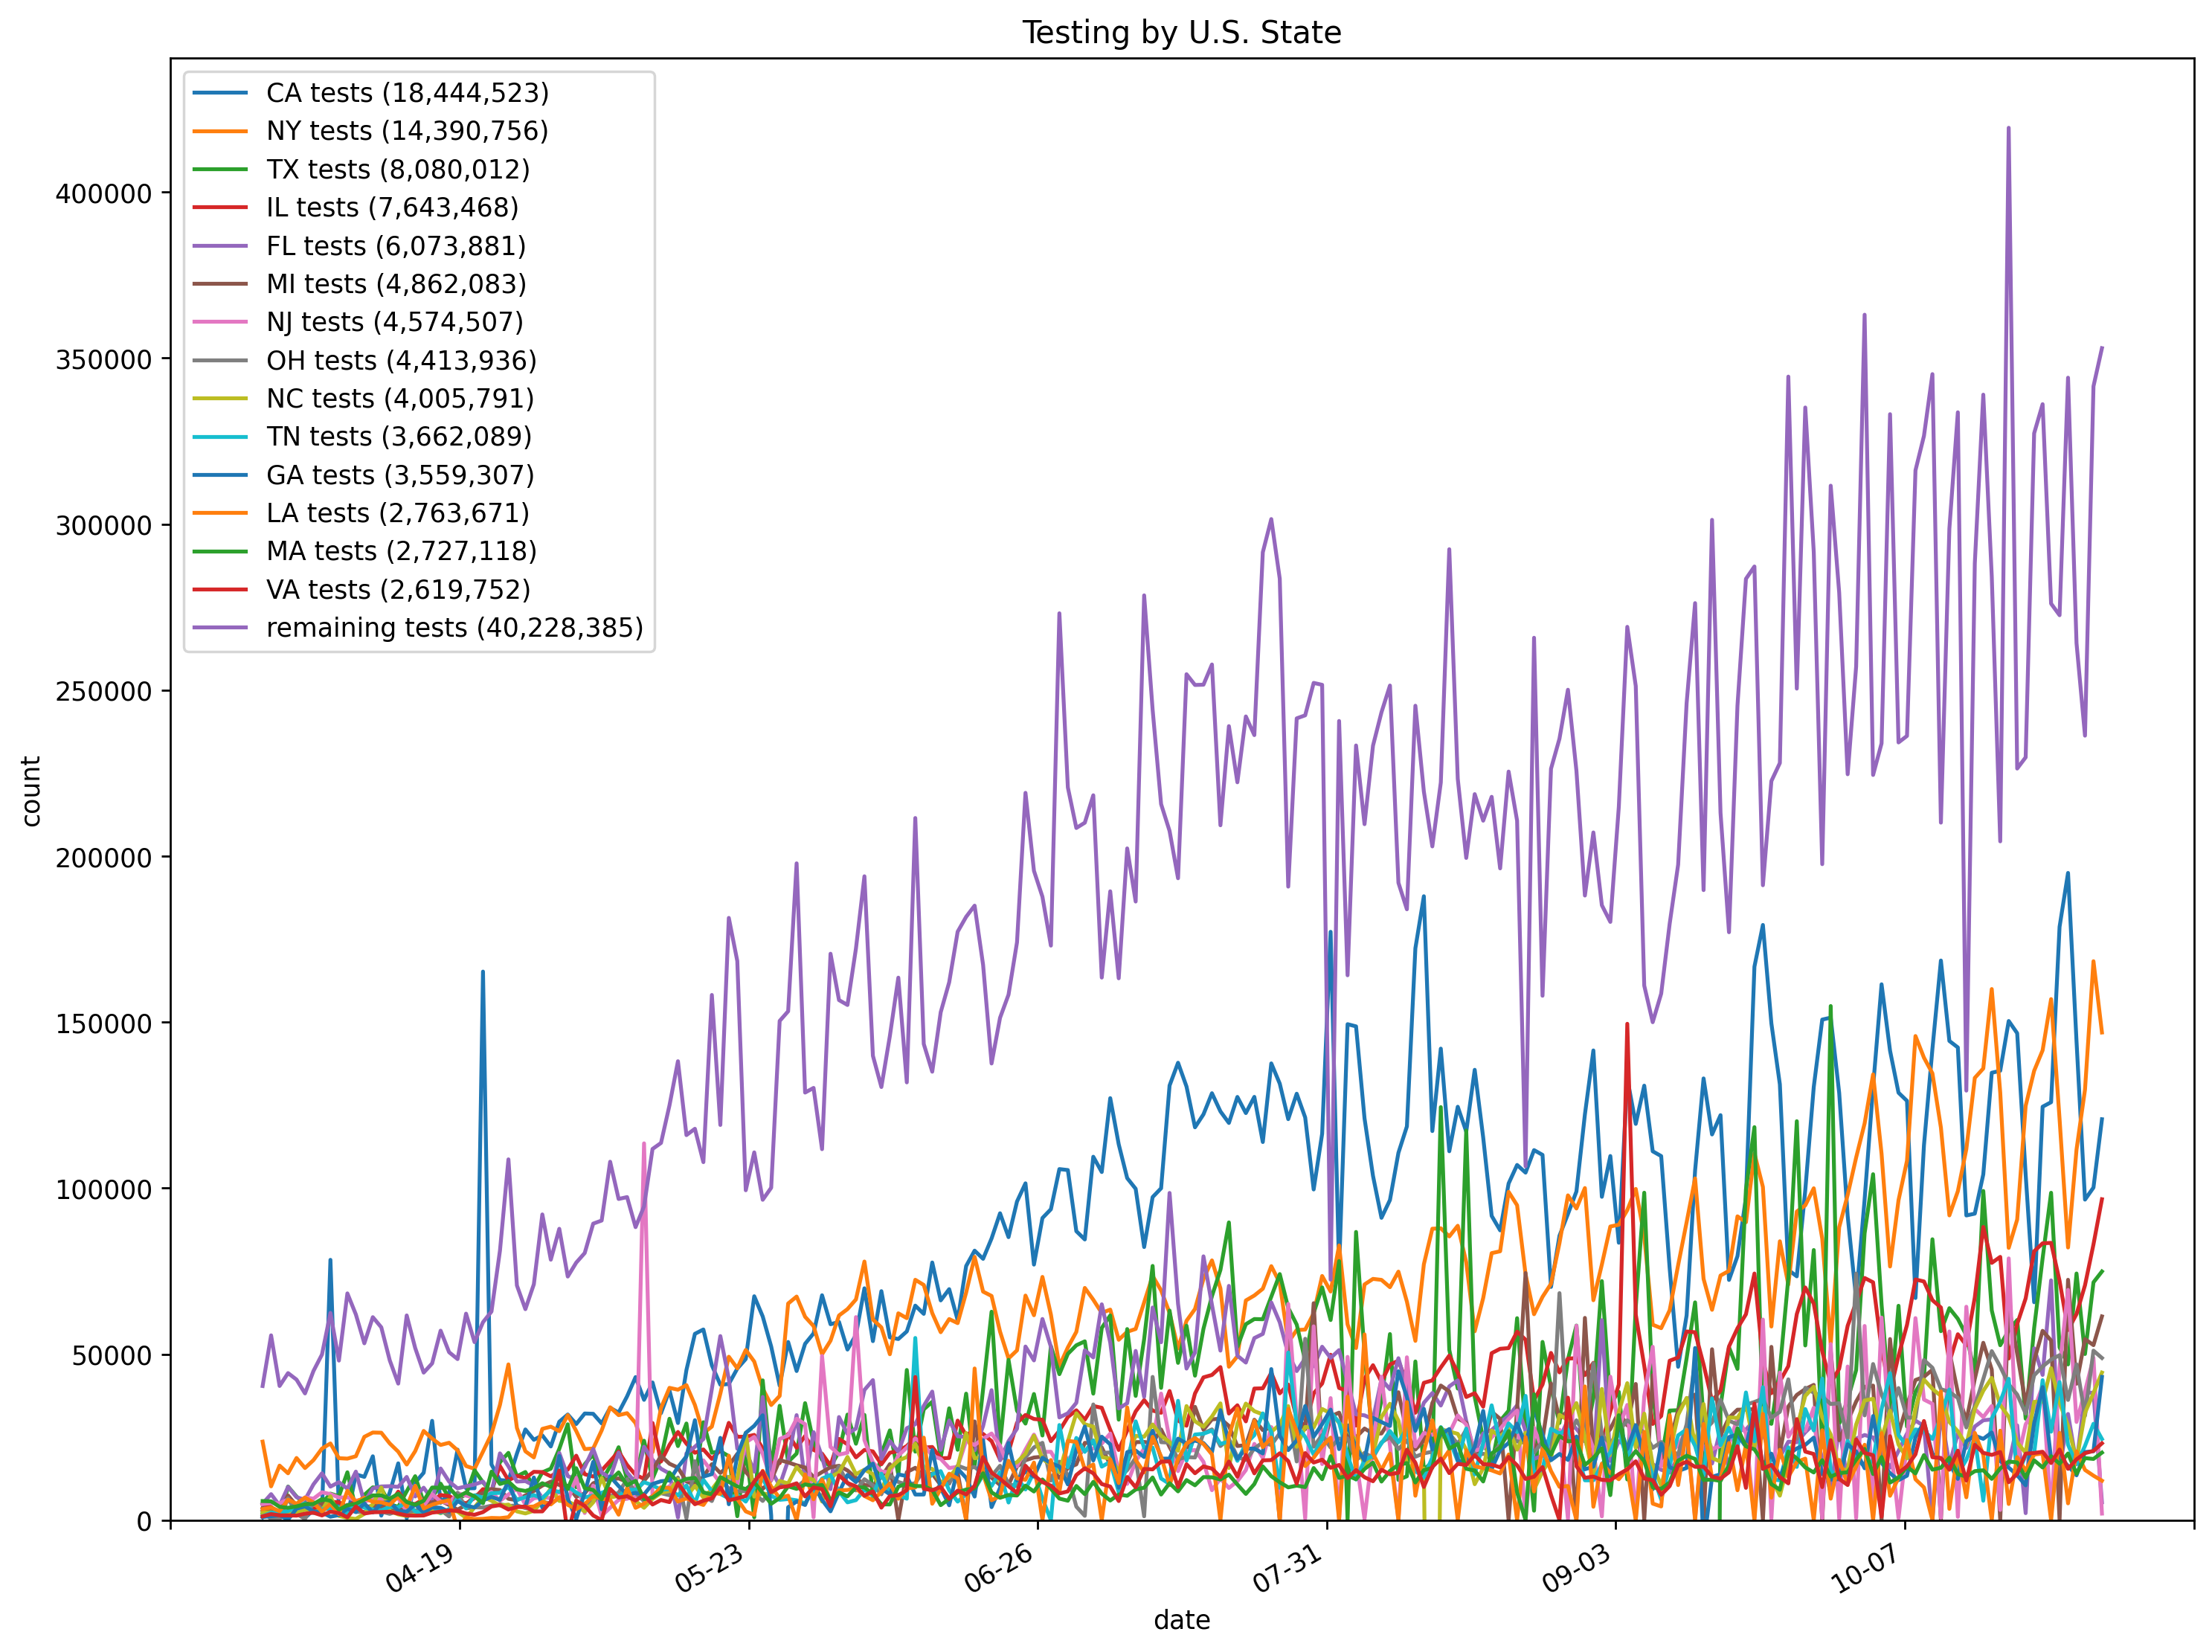 Testing by U.S. State
CA tests (18,444,523)
NY tests (14,390,756)
TX tests (8,080,012)
IL tests (7,643,468)
FL tests (6,073,881)
MI tests (4,862,083)
NJ tests (4,574,507)
OH tests (4,413,936)
NC tests (4,005,791)
TN tests (3,662,089)
GA tests (3,559,307)
LA tests (2,763,671)
MA tests (2,727,118)
VA tests (2,619,752)
remaining tests (40,228,385)
400000
350000
300000
250000
200000
150000
100000
50000
0
count
04-19
05-23
06-26
07-31
09-03
10-07
date